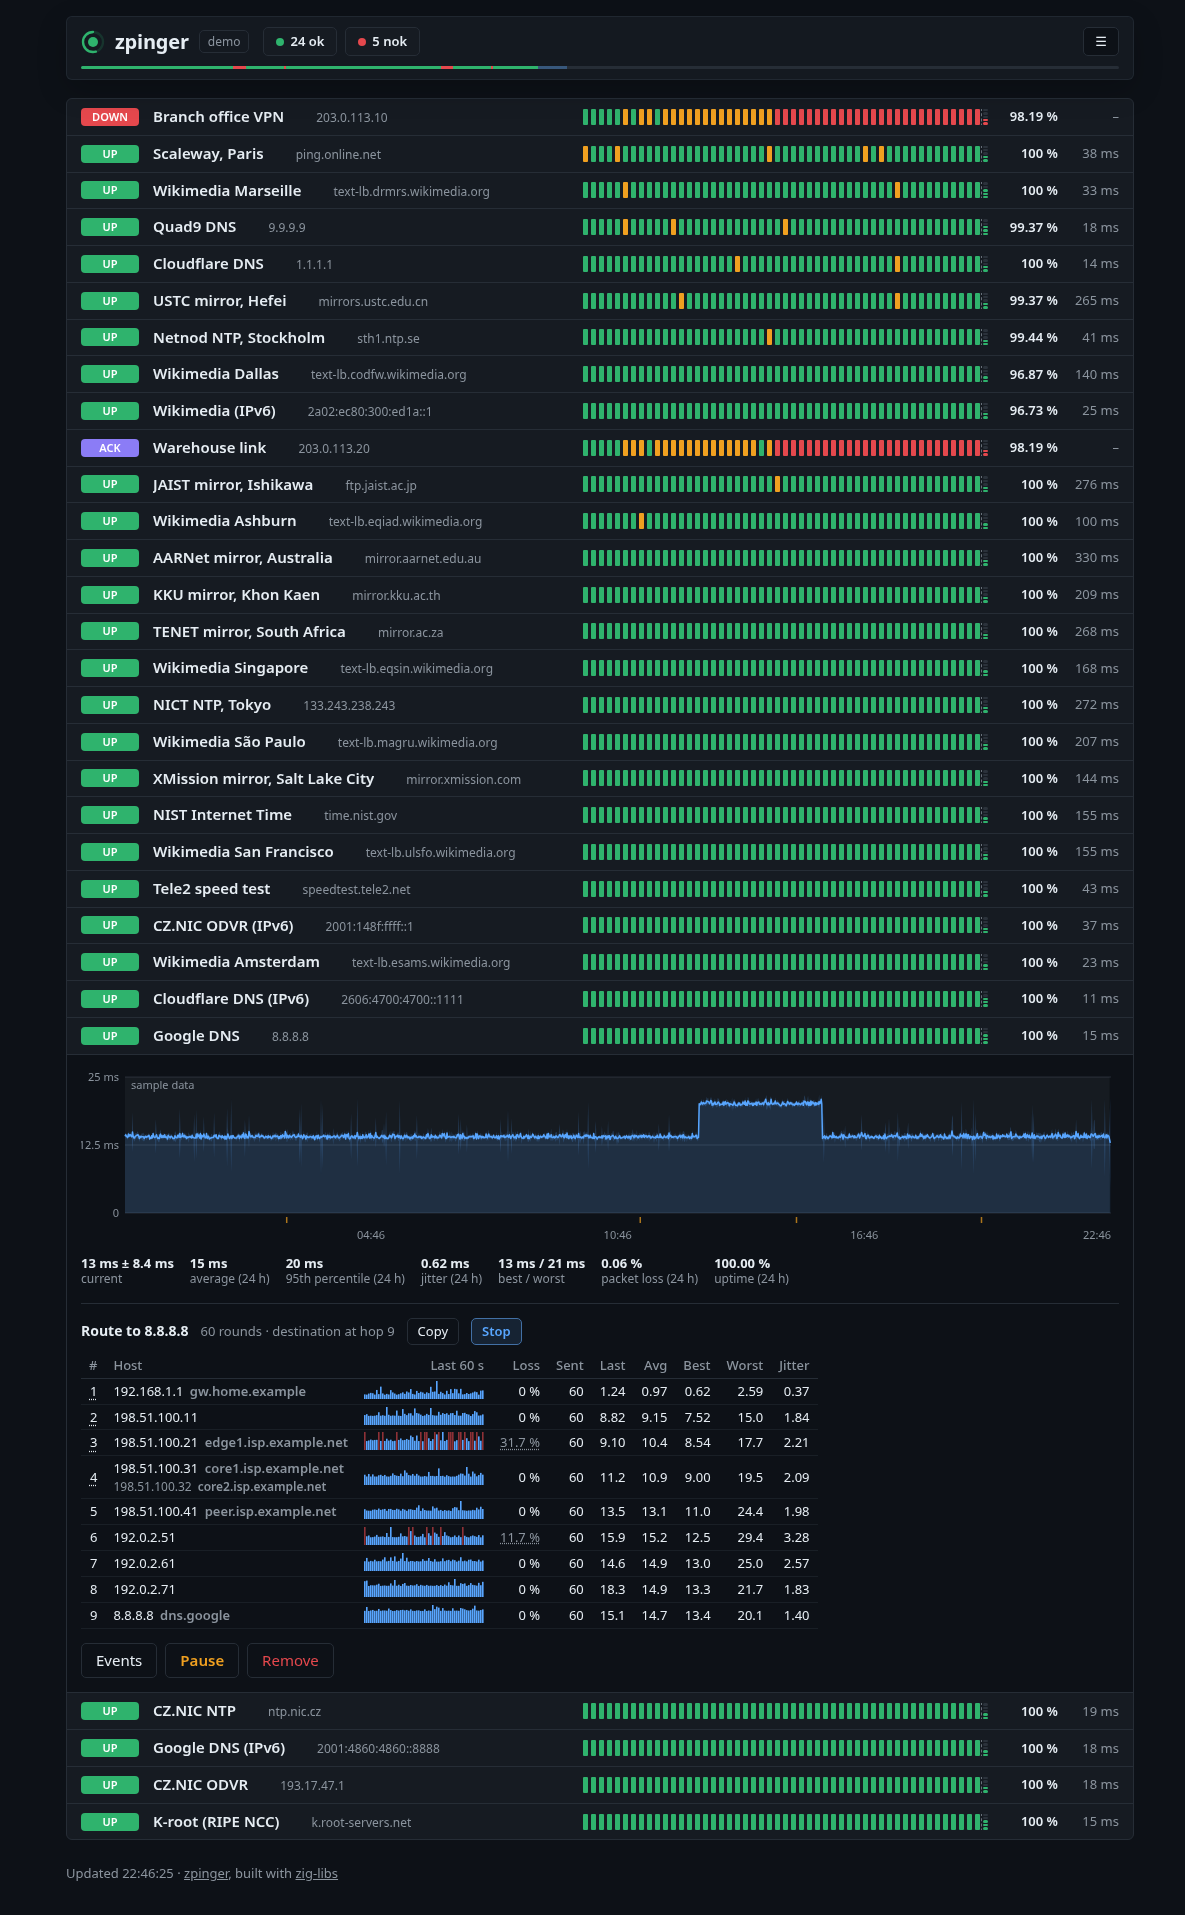 zpinger demo 24 ok 5 nok ☰
DOWN Branch office VPN 203.0.113.10 98.19 % –
UP Scaleway, Paris ping.online.net 100 % 38 ms
UP Wikimedia Marseille text-lb.drmrs.wikimedia.org 100 % 33 ms
UP Quad9 DNS 9.9.9.9 99.37 % 18 ms
UP Cloudflare DNS 1.1.1.1 100 % 14 ms
UP USTC mirror, Hefei mirrors.ustc.edu.cn 99.37 % 265 ms
UP Netnod NTP, Stockholm sth1.ntp.se 99.44 % 41 ms
UP Wikimedia Dallas text-lb.codfw.wikimedia.org 96.87 % 140 ms
UP Wikimedia (IPv6) 2a02:ec80:300:ed1a::1 96.73 % 25 ms
ACK Warehouse link 203.0.113.20 98.19 % –
UP JAIST mirror, Ishikawa ftp.jaist.ac.jp 100 % 276 ms
UP Wikimedia Ashburn text-lb.eqiad.wikimedia.org 100 % 100 ms
UP AARNet mirror, Australia mirror.aarnet.edu.au 100 % 330 ms
UP KKU mirror, Khon Kaen mirror.kku.ac.th 100 % 209 ms
UP TENET mirror, South Africa mirror.ac.za 100 % 268 ms
UP Wikimedia Singapore text-lb.eqsin.wikimedia.org 100 % 168 ms
UP NICT NTP, Tokyo 133.243.238.243 100 % 272 ms
UP Wikimedia São Paulo text-lb.magru.wikimedia.org 100 % 207 ms
UP XMission mirror, Salt Lake City mirror.xmission.com 100 % 144 ms
UP NIST Internet Time time.nist.gov 100 % 155 ms
UP Wikimedia San Francisco text-lb.ulsfo.wikimedia.org 100 % 155 ms
UP Tele2 speed test speedtest.tele2.net 100 % 43 ms
UP CZ.NIC ODVR (IPv6) 2001:148f:ffff::1 100 % 37 ms
UP Wikimedia Amsterdam text-lb.esams.wikimedia.org 100 % 23 ms
UP Cloudflare DNS (IPv6) 2606:4700:4700::1111 100 % 11 ms
UP Google DNS 8.8.8.8 100 % 15 ms
25 ms sample data
12.5 ms
0
04:46 10:46 16:46 22:46
13 ms ± 8.4 ms 15 ms 20 ms 0.62 ms 13 ms / 21 ms 0.06 % 100.00 %
current average (24 h) 95th percentile (24 h) jitter (24 h) best / worst packet loss (24 h) uptime (24 h)
Route to 8.8.8.8 60 rounds · destination at hop 9 Copy Stop
# Host Last 60 s Loss Sent Last Avg Best Worst Jitter
1 192.168.1.1 gw.home.example 0 % 60 1.24 0.97 0.62 2.59 0.37
2 198.51.100.11 0 % 60 8.82 9.15 7.52 15.0 1.84
3 198.51.100.21 edge1.isp.example.net 31.7 % 60 9.10 10.4 8.54 17.7 2.21
4 198.51.100.31 core1.isp.example.net 0 % 60 11.2 10.9 9.00 19.5 2.09
198.51.100.32 core2.isp.example.net
5 198.51.100.41 peer.isp.example.net 0 % 60 13.5 13.1 11.0 24.4 1.98
6 192.0.2.51 11.7 % 60 15.9 15.2 12.5 29.4 3.28
7 192.0.2.61 0 % 60 14.6 14.9 13.0 25.0 2.57
8 192.0.2.71 0 % 60 18.3 14.9 13.3 21.7 1.83
9 8.8.8.8 dns.google 0 % 60 15.1 14.7 13.4 20.1 1.40
Events Pause Remove
UP CZ.NIC NTP ntp.nic.cz 100 % 19 ms
UP Google DNS (IPv6) 2001:4860:4860::8888 100 % 18 ms
UP CZ.NIC ODVR 193.17.47.1 100 % 18 ms
UP K-root (RIPE NCC) k.root-servers.net 100 % 15 ms
Updated 22:46:25 · zpinger, built with zig-libs